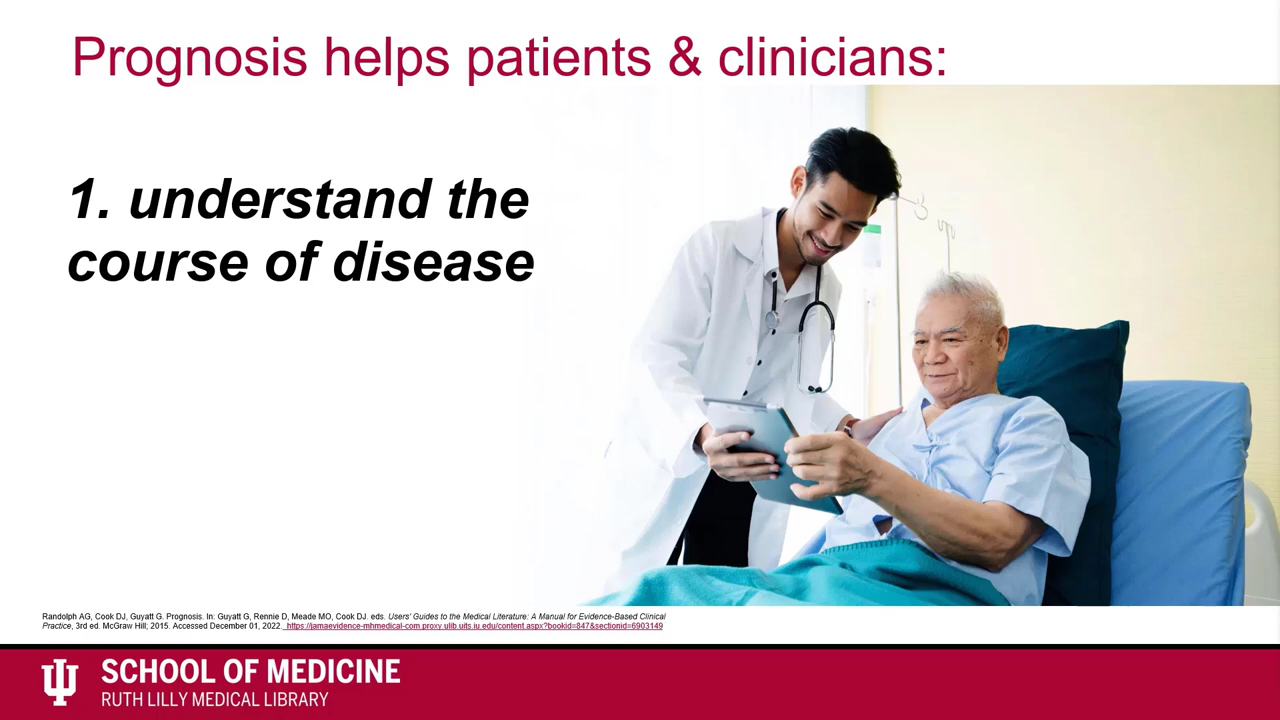 Prognosis helps patients & clinicians:
1. understand the
course of disease
Randolph AG, Cook DJ, Guyatt G. Prognosis. In: Guyatt G, Rennie D, Meade MO, Cook DJ. eds. Users' Guides to the Medical Literature: A Manual for Evidence-Based Clinical
Practice, 3rd ed. McGraw Hill; 2015. Accessed December 01, 2022. https://jamaevidence-mhmedical-com.proxy.ulib.uits.iu.edu/content.aspx?bookid=847&sectionid=6903149
SCHOOL OF MEDICINE
RUTH LILLY MEDICAL LIBRARY